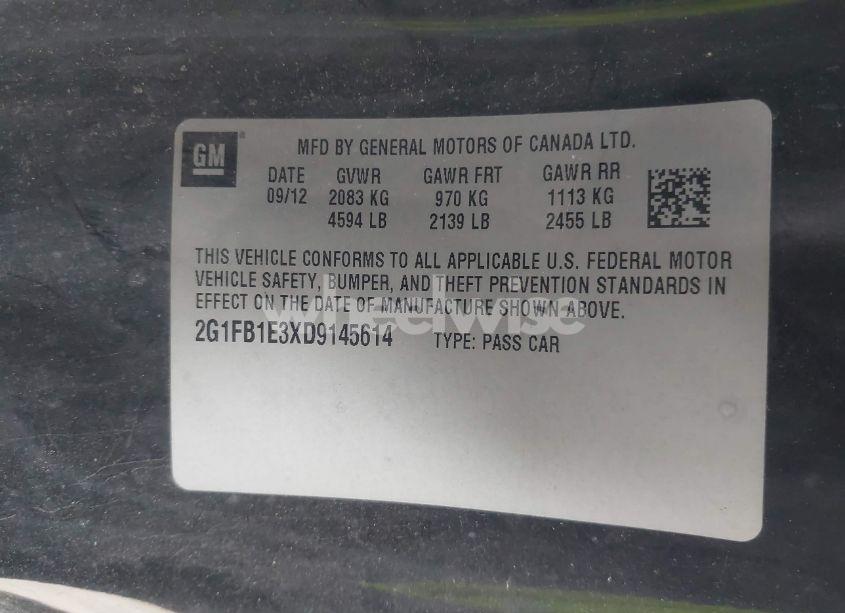 GM
MFD BY GENERAL MOTORS OF CANADA LTD.
DATE GVWR GAWR FRT GAWR RR
09/12 2083 KG 970 KG 1113 KG
4594 LB 2139 LB 2455 LB
THIS VEHICLE CONFORMS TO ALL APPLICABLE U.S. FEDERAL MOTOR
VEHICLE SAFETY, BUMPER, AND THEFT PREVENTION STANDARDS IN
EFFECT ON THE DATE OF MANUFACTURE SHOWN ABOVE.
wheelwise
2G1FB1E3XD9145614 TYPE: PASS CAR